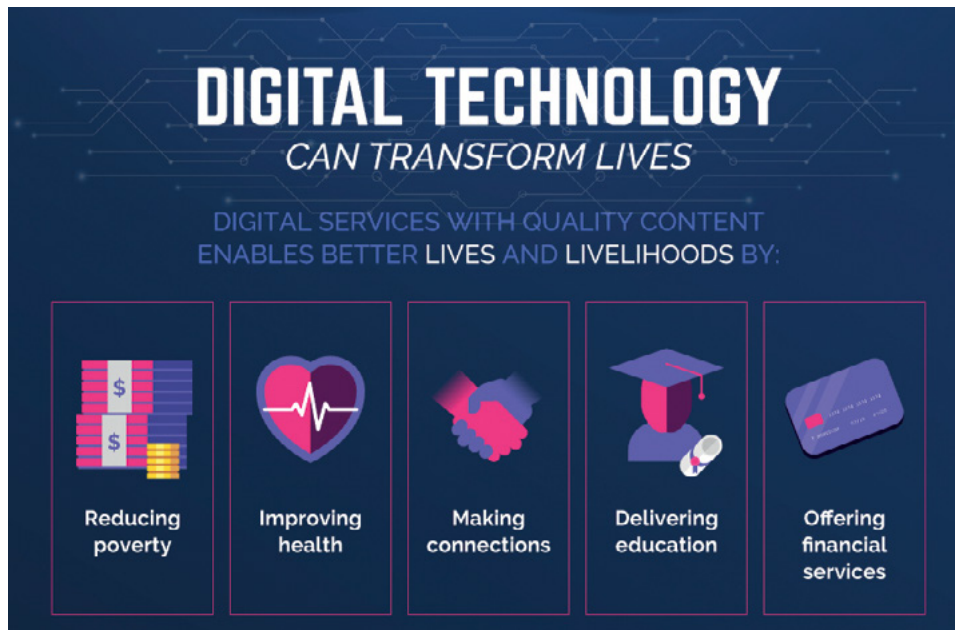 DIGITAL TECHNOLOGY
CAN TRANSFORM LIVES
DIGITAL SERVICES WITH QUALITY CONTENT
ENABLES BETTER LIVES AND LIVELIHOODS BY:
$
$
Reducing
poverty
Improving
health
Making
connections
Delivering
education
Offering
financial
services